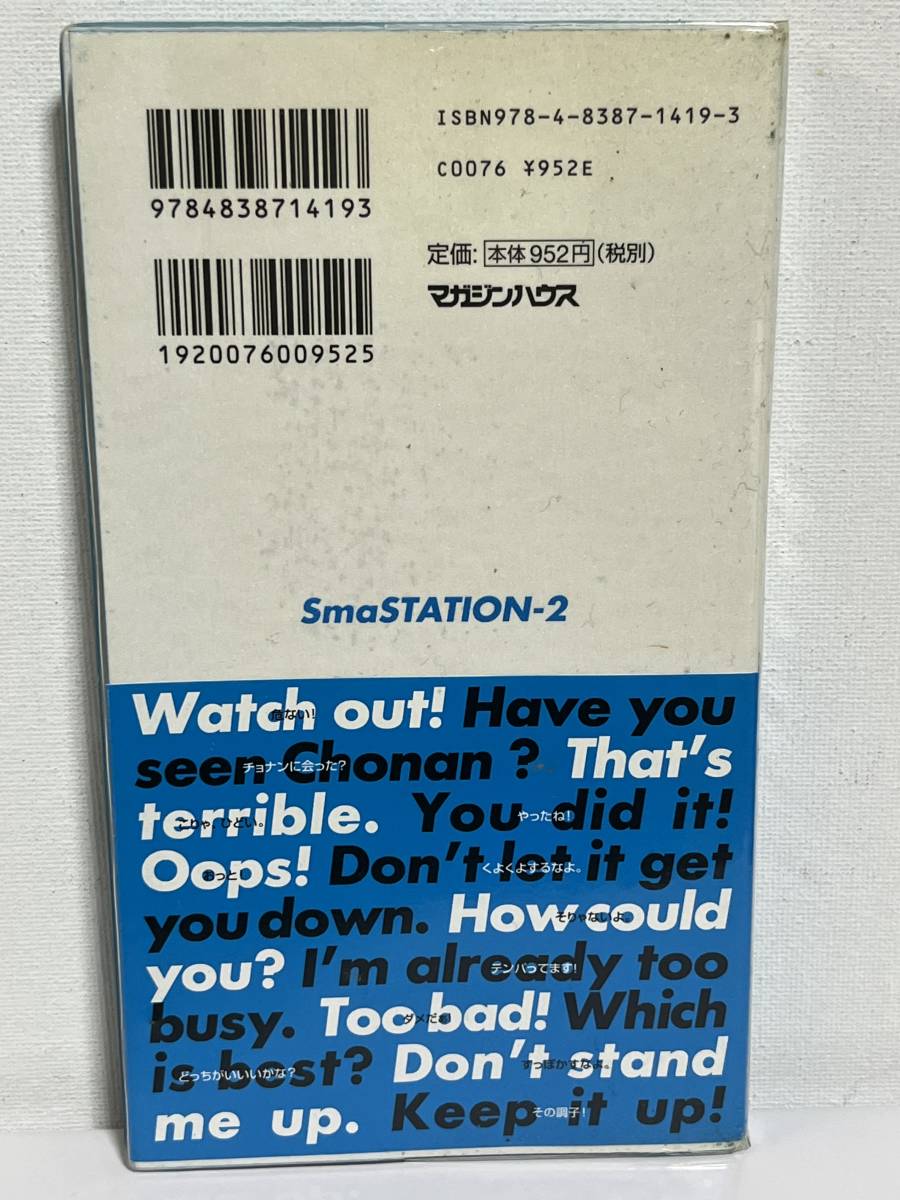 ISBN978-4-8387-1419-3
9784838714193
C0076 ¥952E
定価: 本体952円(税別)
マガジンハウス
1920076009525
SmaSTATION-2
Watch out! Have you
危ない!
seen Chonan ? That's
チョナンに会った?
terrible. You did it!
こりゃ、ひどい。 やったね!
Oops! Don't let it get
おっと! くよくよするなよ。
you down. How could
そりゃないよ。
you? I'm already too
テンパってます!
busy. Too bad! Which
ダメだぁ!
is best? Don't stand
どっちがいいいかな? すっぽかすなよ。
me up. Keep it up!
その調子!